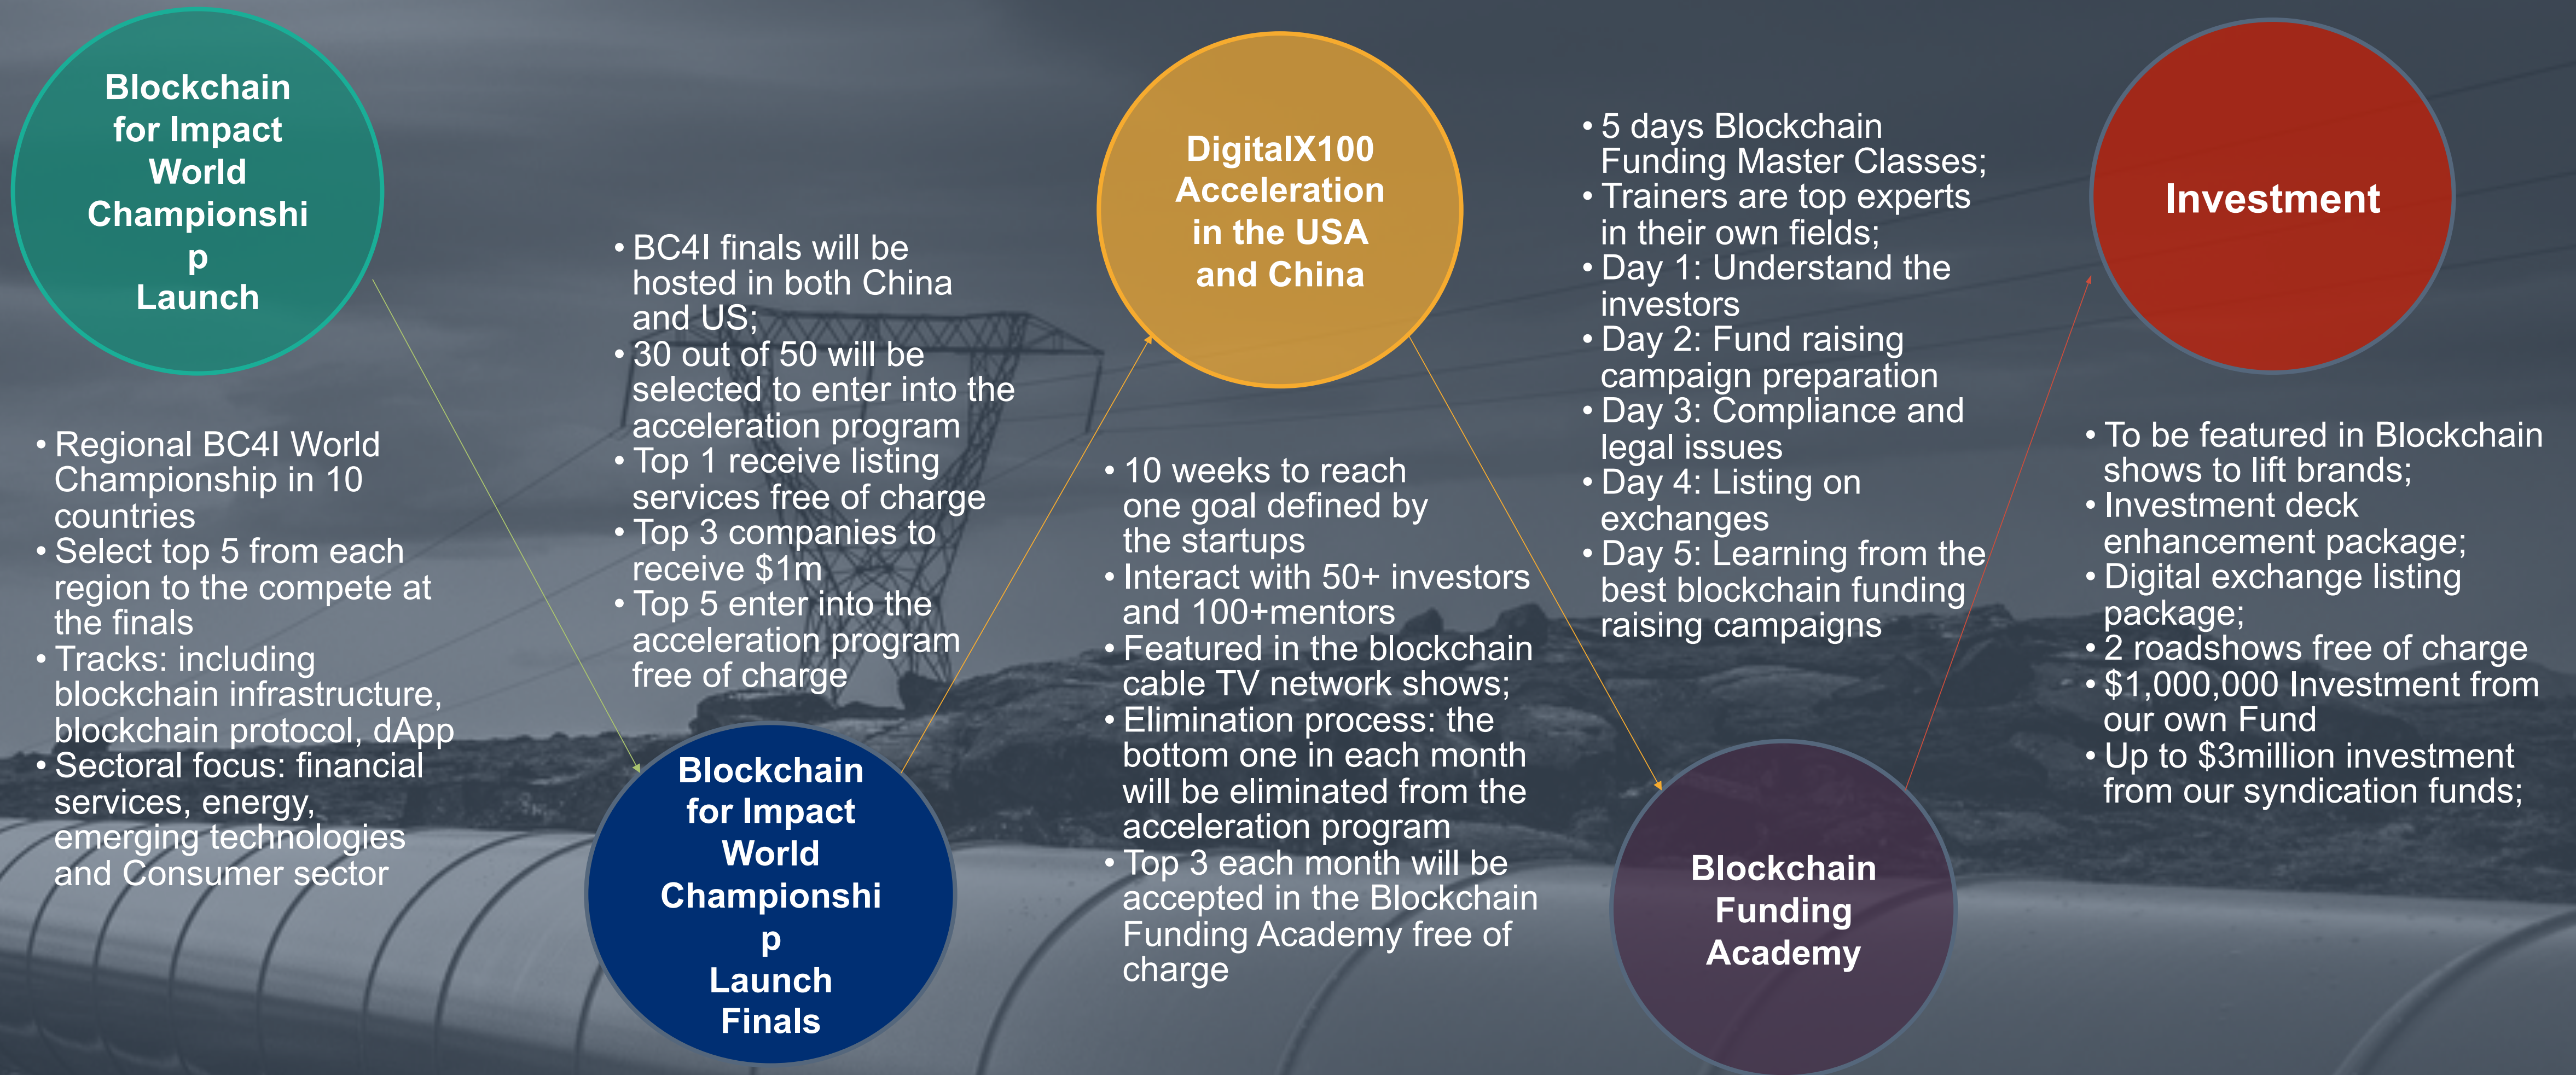 Blockchain
for Impact
World
Championshi
p
Launch
• Regional BC4I World
Championship in 10
countries
• Select top 5 from each
region to the compete at
the finals
• Tracks: including
blockchain infrastructure,
blockchain protocol, dApp
• Sectoral focus: financial
services, energy,
emerging technologies
and Consumer sector
• BC4I finals will be
hosted in both China
and US;
• 30 out of 50 will be
selected to enter into the
acceleration program
• Top 1 receive listing
services free of charge
• Top 3 companies to
receive $1m
• Top 5 enter into the
acceleration program
free of charge
Blockchain
for Impact
World
Championshi
p
Launch
Finals
DigitalX100
Acceleration
in the USA
and China
• 10 weeks to reach
one goal defined by
the startups
• Interact with 50+ investors
and 100+mentors
• Featured in the blockchain
cable TV network shows;
• Elimination process: the
bottom one in each month
will be eliminated from the
acceleration program
• Top 3 each month will be
accepted in the Blockchain
Funding Academy free of
charge
• 5 days Blockchain
Funding Master Classes;
• Trainers are top experts
in their own fields;
• Day 1: Understand the
investors
• Day 2: Fund raising
campaign preparation
• Day 3: Compliance and
legal issues
• Day 4: Listing on
exchanges
• Day 5: Learning from the
best blockchain funding
raising campaigns
Blockchain
Funding
Academy
Investment
• To be featured in Blockchain
shows to lift brands;
• Investment deck
enhancement package;
• Digital exchange listing
package;
• 2 roadshows free of charge
• $1,000,000 Investment from
our own Fund
• Up to $3million investment
from our syndication funds;